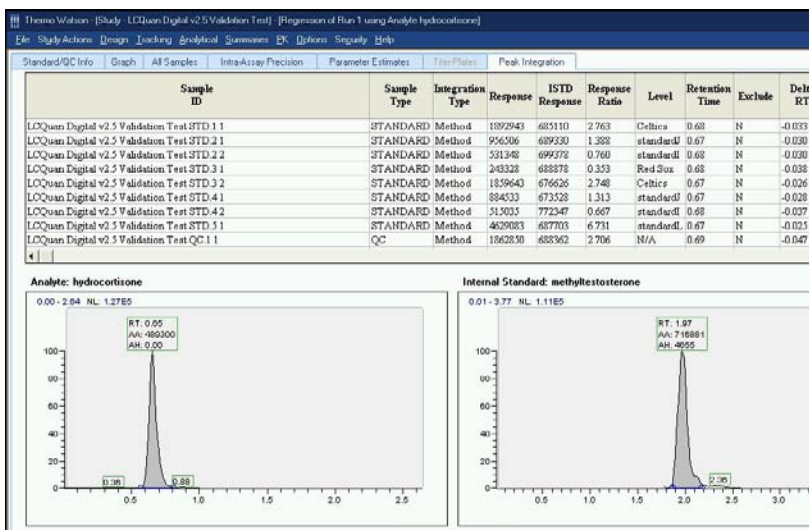 Thermo Watson - [Study - LCQuan Digital v2.5 Validation Test] - [Regression of Run 1 using Analyte hydrocortisone]
File Study Actions Design Tracking Analytical Summaries PK Options Security Help
Standard/QC Info Graph All Samples Intra-Assay Precision Parameter Estimates Titer-Plates Peak Integration
Sample ID Sample Type Integration Type Response ISTD Response Response Ratio Level Retention Time Exclude Delt RT
LCQuan Digital v2.5 Validation Test STD.1 1 STANDARD Method 1892943 685110 2.763 Celtics 0.68 N -0.033
LCQuan Digital v2.5 Validation Test STD.2 1 STANDARD Method 956506 689330 1.388 standardJ 0.67 N -0.030
LCQuan Digital v2.5 Validation Test STD.2 2 STANDARD Method 531348 699378 0.760 standardI 0.68 N -0.030
LCQuan Digital v2.5 Validation Test STD.3 1 STANDARD Method 243328 688878 0.353 Red Sox 0.68 N -0.038
LCQuan Digital v2.5 Validation Test STD.3 2 STANDARD Method 1859643 676626 2.748 Celtics 0.67 N -0.026
LCQuan Digital v2.5 Validation Test STD.4 1 STANDARD Method 884533 673528 1.313 standardJ 0.67 N -0.028
LCQuan Digital v2.5 Validation Test STD.4 2 STANDARD Method 515035 772347 0.667 standardI 0.68 N -0.037
LCQuan Digital v2.5 Validation Test STD.5 1 STANDARD Method 4629083 687703 6.731 standardL 0.67 N -0.025
LCQuan Digital v2.5 Validation Test QC.1 1 QC Method 1862850 688362 2.706 N/A 0.69 N -0.047
Analyte: hydrocortisone
0.00 - 2.84 NL: 1.27E5
RT: 0.65
AA: 489300
AH: 0.00
100
80
60
40
20
0
0.36 0.88
0.5 1.0 1.5 2.0 2.5
Internal Standard: methyltestosterone
0.01 - 3.77 NL: 1.11E5
RT: 1.97
AA: 716881
AH: 4655
100
80
60
40
20
0
2.36
0.5 1.0 1.5 2.0 2.5 3.0